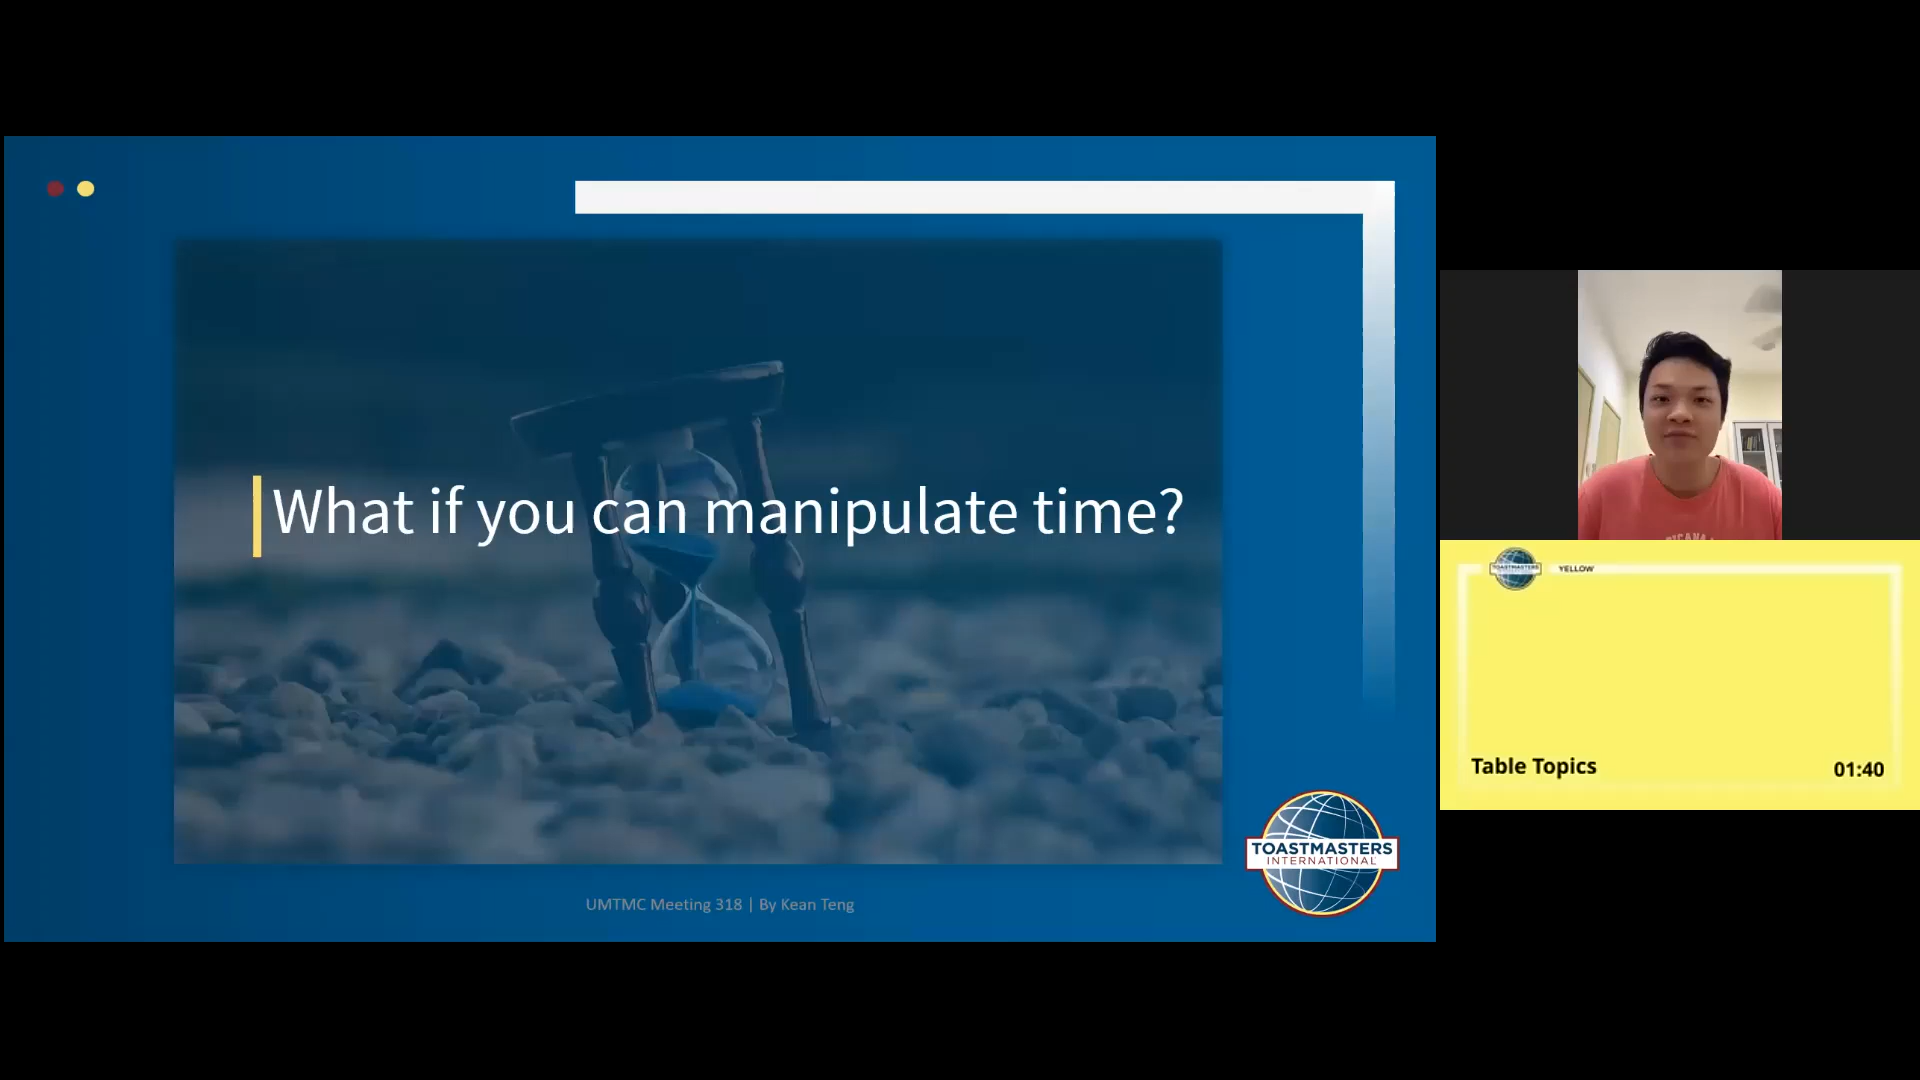 What if you can manipulate time?
UMTMC Meeting 318 | By Kean Teng
TOASTMASTERS
INTERNATIONAL
TOASTMASTERS
YELLOW
Table Topics
01:40